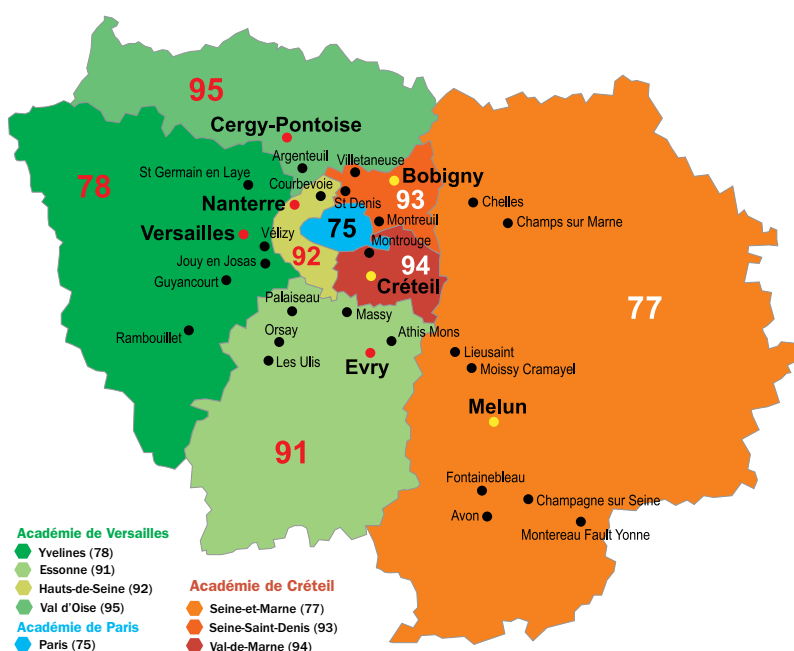 95
Cergy-Pontoise
Argenteuil
Villetaneuse
St Germain en Laye
Courbevoie
Bobigny
78
93
Nanterre
St Denis
Chelles
Montreuil
Champs sur Marne
75
Versailles
Vélizy
Montrouge
92
94
Jouy en Josas
Guyancourt
Créteil
77
Palaiseau
Massy
Rambouillet
Orsay
Athis Mons
Les Ulis
Evry
Lieusaint
Moissy Cramayel
Melun
91
Fontainebleau
Champagne sur Seine
Avon
Montereau Fault Yonne
Académie de Versailles
Yvelines (78)
Essonne (91)
Hauts-de-Seine (92)
Val d'Oise (95)
Académie de Paris
Paris (75)
Académie de Créteil
Seine-et-Marne (77)
Seine-Saint-Denis (93)
Val-de-Marne (94)